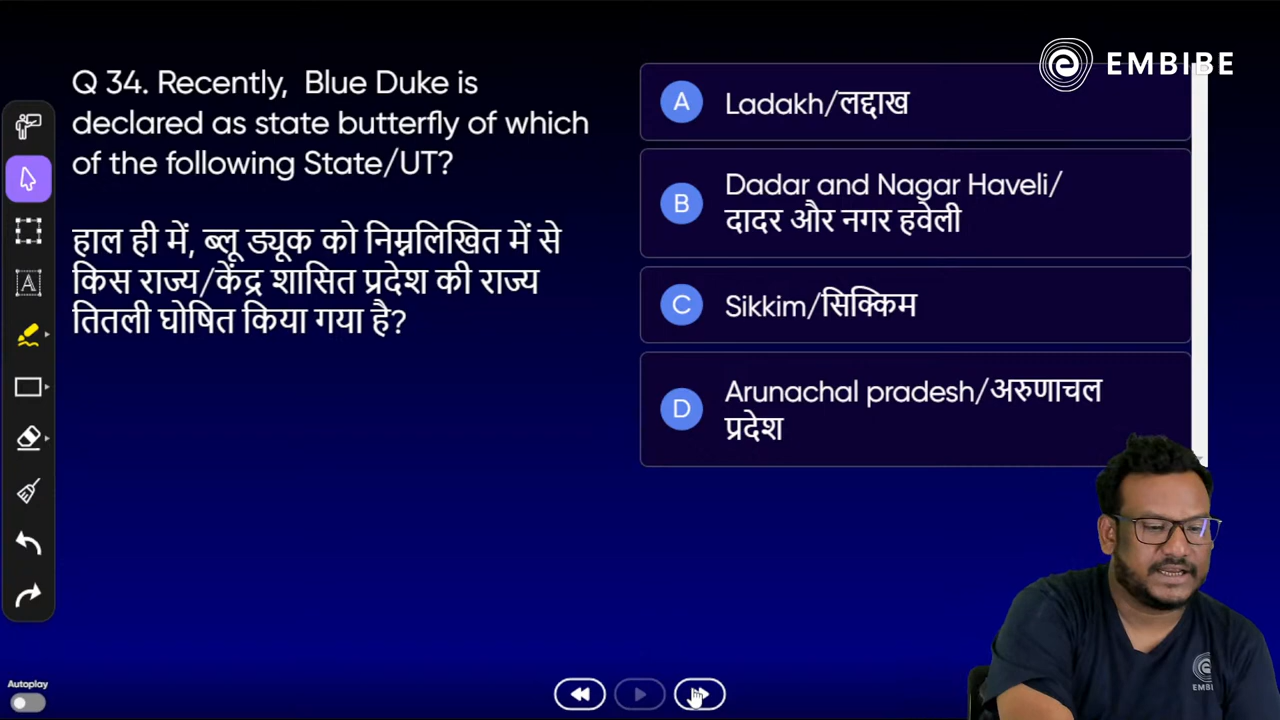 EMBIBE
Q 34. Recently, Blue Duke is
declared as state butterfly of which
of the following State/UT?
हाल ही में, ब्लू ड्यूक को निम्नलिखित में से
किस राज्य/केंद्र शासित प्रदेश की राज्य
तितली घोषित किया गया है?
A Ladakh/लद्दाख
B Dadar and Nagar Haveli/
दादर और नगर हवेली
C Sikkim/सिक्किम
D Arunachal pradesh/अरुणाचल
प्रदेश
A
Autoplay